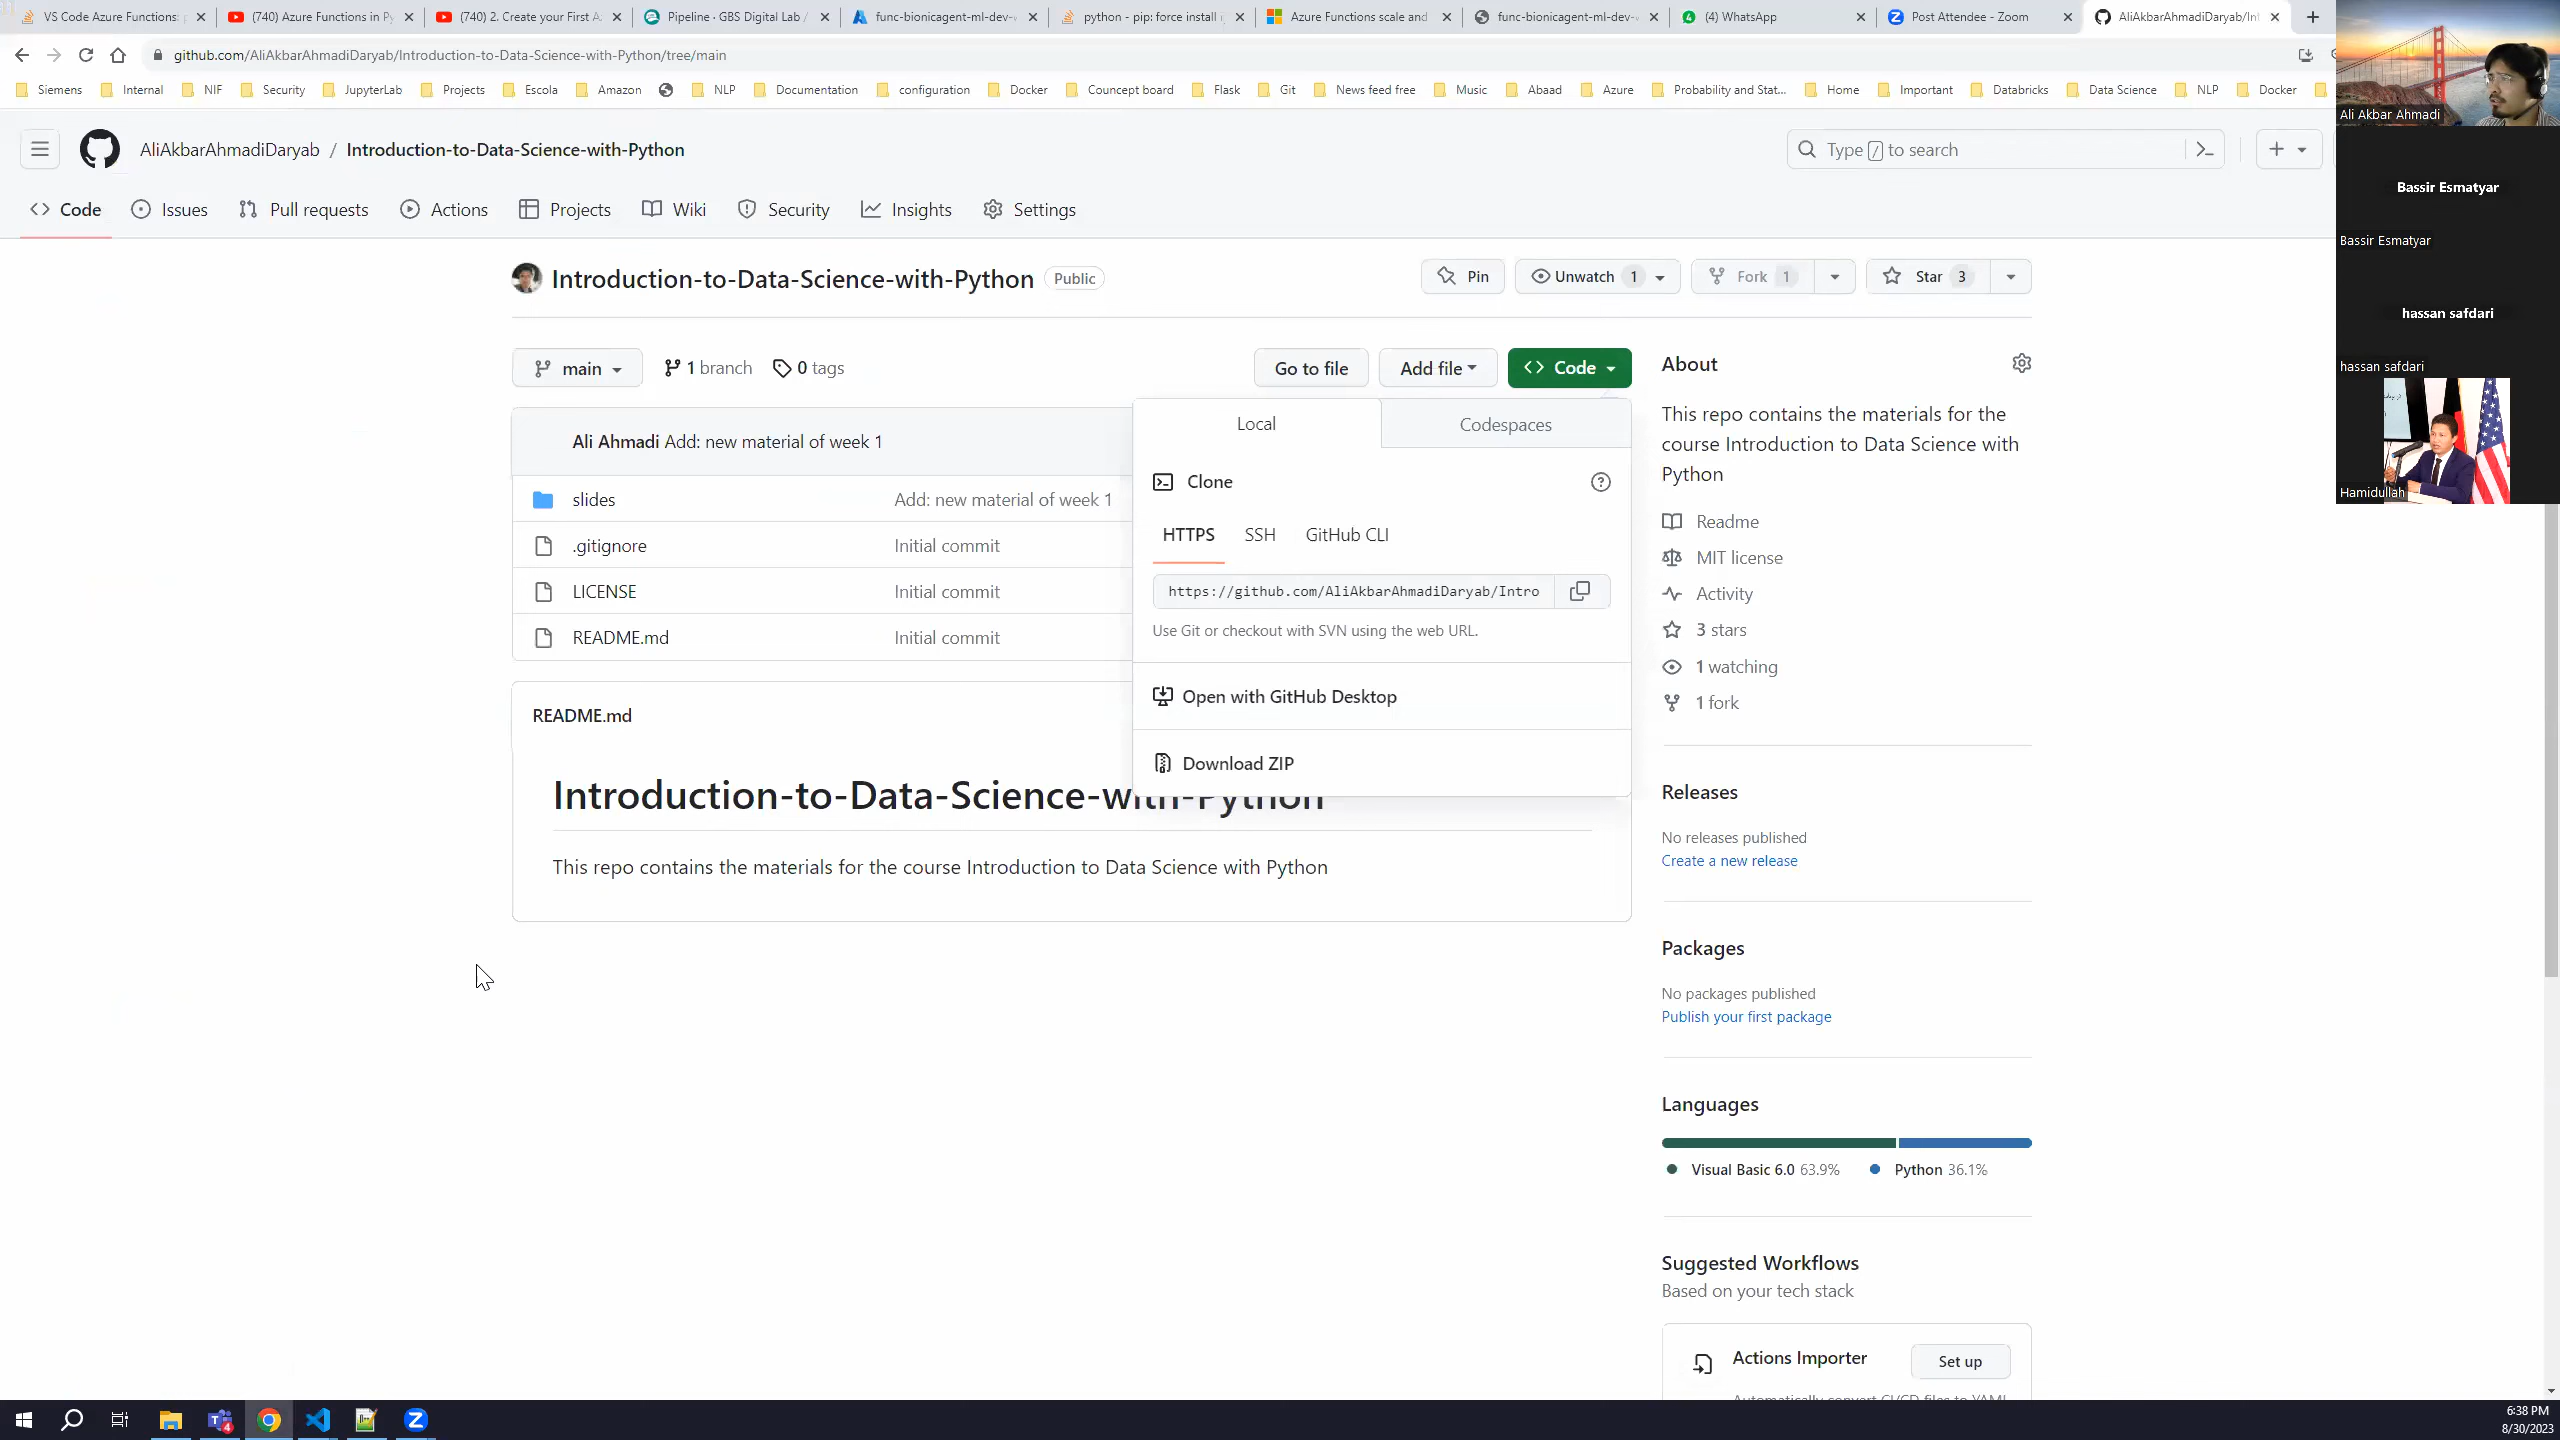 VS Code Azure Functions: p
(740) Azure Functions in Py
(740) 2. Create your First A
Pipeline - GBS Digital Lab /
func-bionicagent-ml-dev-
python - pip: force install
Azure Functions scale and
func-bionicagent-ml-dev-
(4) WhatsApp
Post Attendee - Zoom
AliAkbarAhmadiDaryab/Int
github.com/AliAkbarAhmadiDaryab/Introduction-to-Data-Science-with-Python/tree/main
Siemens Internal NIF Security JupyterLab Projects Escola Amazon NLP Documentation configuration Docker Councept board Flask Git News feed free Music Abaad Azure Probability and Stat... Home Important Databricks Data Science NLP Docker
AliAkbarAhmadiDaryab / Introduction-to-Data-Science-with-Python
Type / to search
Code Issues Pull requests Actions Projects Wiki Security Insights Settings
Introduction-to-Data-Science-with-Python Public
Pin Unwatch 1 Fork 1 Star 3
main 1 branch 0 tags
Go to file Add file Code
Ali Ahmadi Add: new material of week 1
slides Add: new material of week 1
.gitignore Initial commit
LICENSE Initial commit
README.md Initial commit
Local Codespaces
Clone
HTTPS SSH GitHub CLI
https://github.com/AliAkbarAhmadiDaryab/Intro
Use Git or checkout with SVN using the web URL.
Open with GitHub Desktop
Download ZIP
README.md
Introduction-to-Data-Science-with-Python
This repo contains the materials for the course Introduction to Data Science with Python
About
This repo contains the materials for the
course Introduction to Data Science with
Python
Readme
MIT license
Activity
3 stars
1 watching
1 fork
Releases
No releases published
Create a new release
Packages
No packages published
Publish your first package
Languages
Visual Basic 6.0 63.9% Python 36.1%
Suggested Workflows
Based on your tech stack
Actions Importer
Set up
Automatically convert CI/CD files to YAML
Ali Akbar Ahmadi
Bassir Esmatyar
Bassir Esmatyar
hassan safdari
hassan safdari
Hamidullah
6:38 PM
8/30/2023